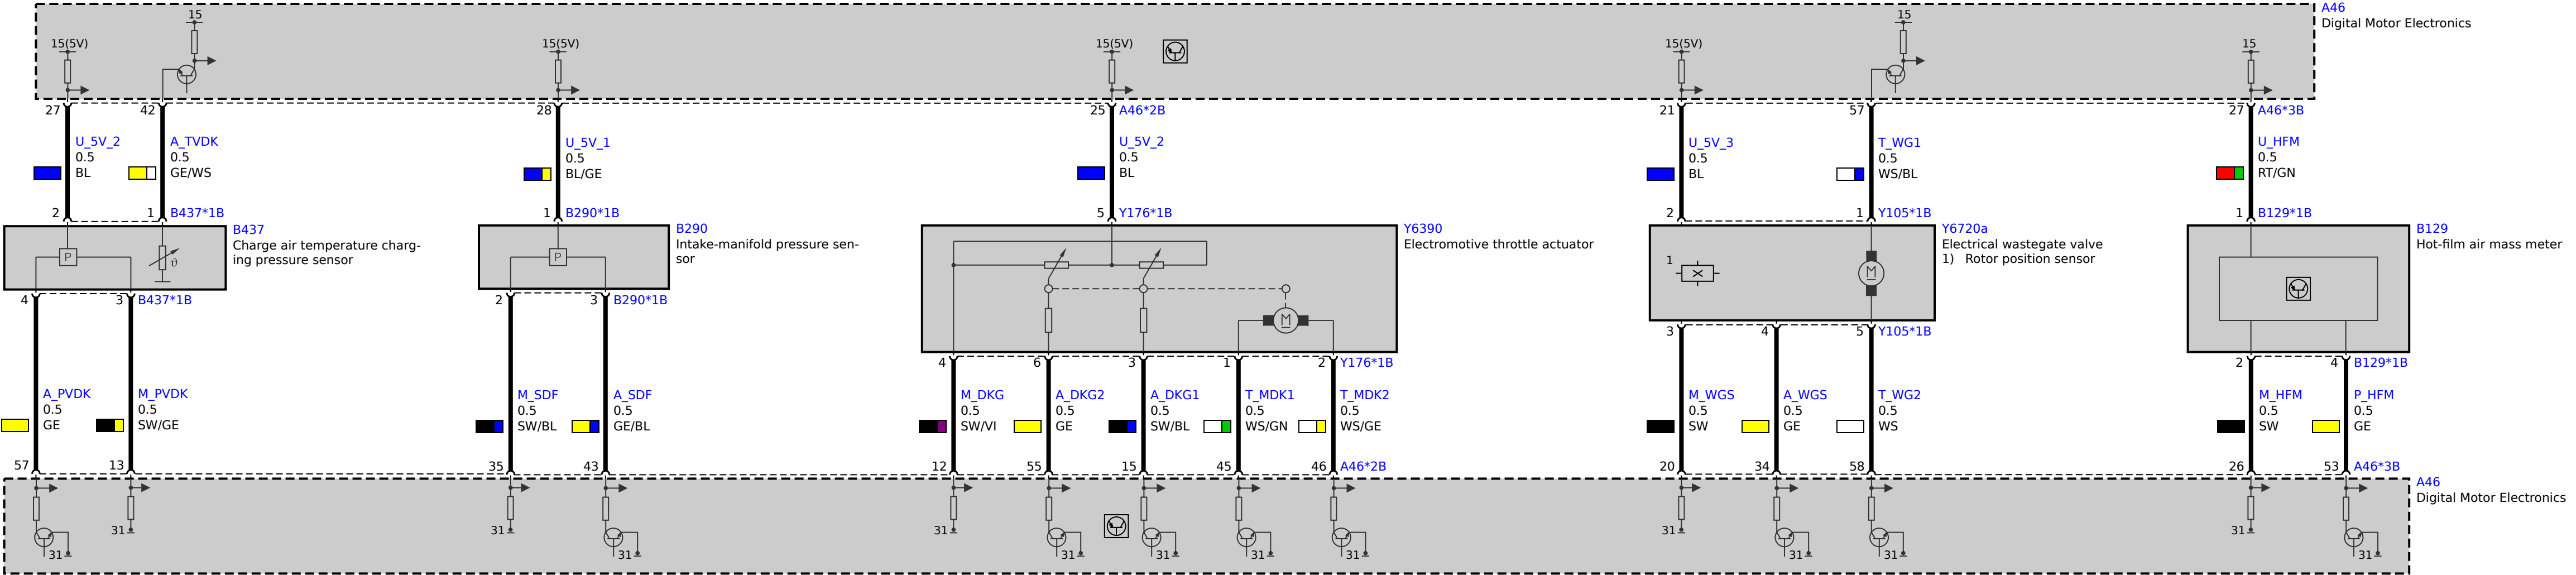 A46
Digital Motor Electronics
15(5V)
15
15(5V)
15(5V)
15(5V)
15
15
27
42
28
25
A46*2B
21
57
27
A46*3B
U_5V_2
0.5
BL
A_TVDK
0.5
GE/WS
U_5V_1
0.5
BL/GE
U_5V_2
0.5
BL
U_5V_3
0.5
BL
T_WG1
0.5
WS/BL
U_HFM
0.5
RT/GN
2
1
B437*1B
1
B290*1B
5
Y176*1B
2
1
Y105*1B
1
B129*1B
B437
Charge air temperature charg-
ing pressure sensor
P
ϑ
B290
Intake-manifold pressure sen-
sor
P
Y6390
Electromotive throttle actuator
M
Y6720a
Electrical wastegate valve
1) Rotor position sensor
1
X
M
B129
Hot-film air mass meter
4
3
B437*1B
2
3
B290*1B
4
6
3
1
2
Y176*1B
3
4
5
Y105*1B
2
4
B129*1B
A_PVDK
0.5
GE
M_PVDK
0.5
SW/GE
M_SDF
0.5
SW/BL
A_SDF
0.5
GE/BL
M_DKG
0.5
SW/VI
A_DKG2
0.5
GE
A_DKG1
0.5
SW/BL
T_MDK1
0.5
WS/GN
T_MDK2
0.5
WS/GE
M_WGS
0.5
SW
A_WGS
0.5
GE
T_WG2
0.5
WS
M_HFM
0.5
SW
P_HFM
0.5
GE
57
13
35
43
12
55
15
45
46
A46*2B
20
34
58
26
53
A46*3B
A46
Digital Motor Electronics
31
31
31
31
31
31
31
31
31
31
31
31
31
31